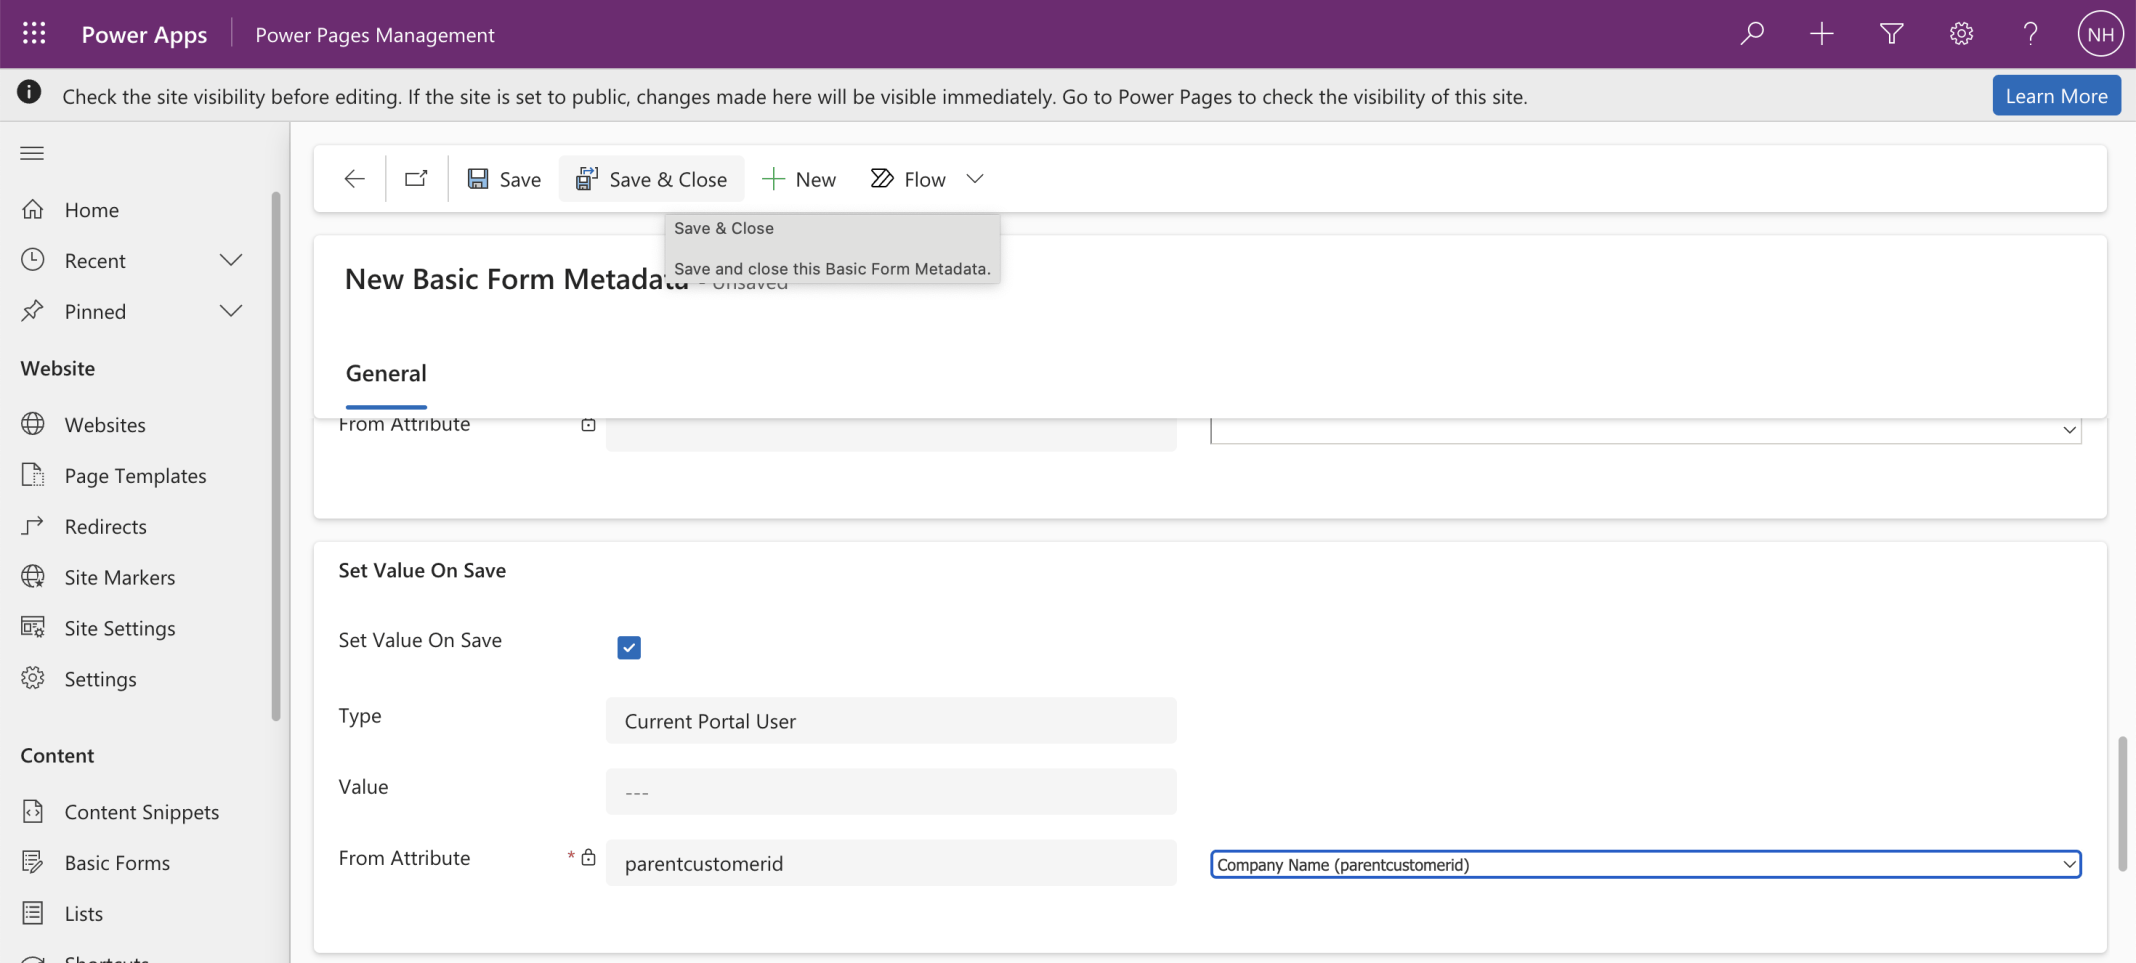 Power Apps
Power Pages Management
NH
Check the site visibility before editing. If the site is set to public, changes made here will be visible immediately. Go to Power Pages to check the visibility of this site.
Learn More
Home
Recent
Pinned
Website
Websites
Page Templates
Redirects
Site Markers
Site Settings
Settings
Content
Content Snippets
Basic Forms
Lists
Shortcuts
Save
Save & Close
New
Flow
Save & Close
Save and close this Basic Form Metadata.
New Basic Form Metadata - Unsaved
General
From Attribute
Set Value On Save
Set Value On Save
Type
Current Portal User
Value
---
From Attribute
*
parentcustomerid
Company Name (parentcustomerid)